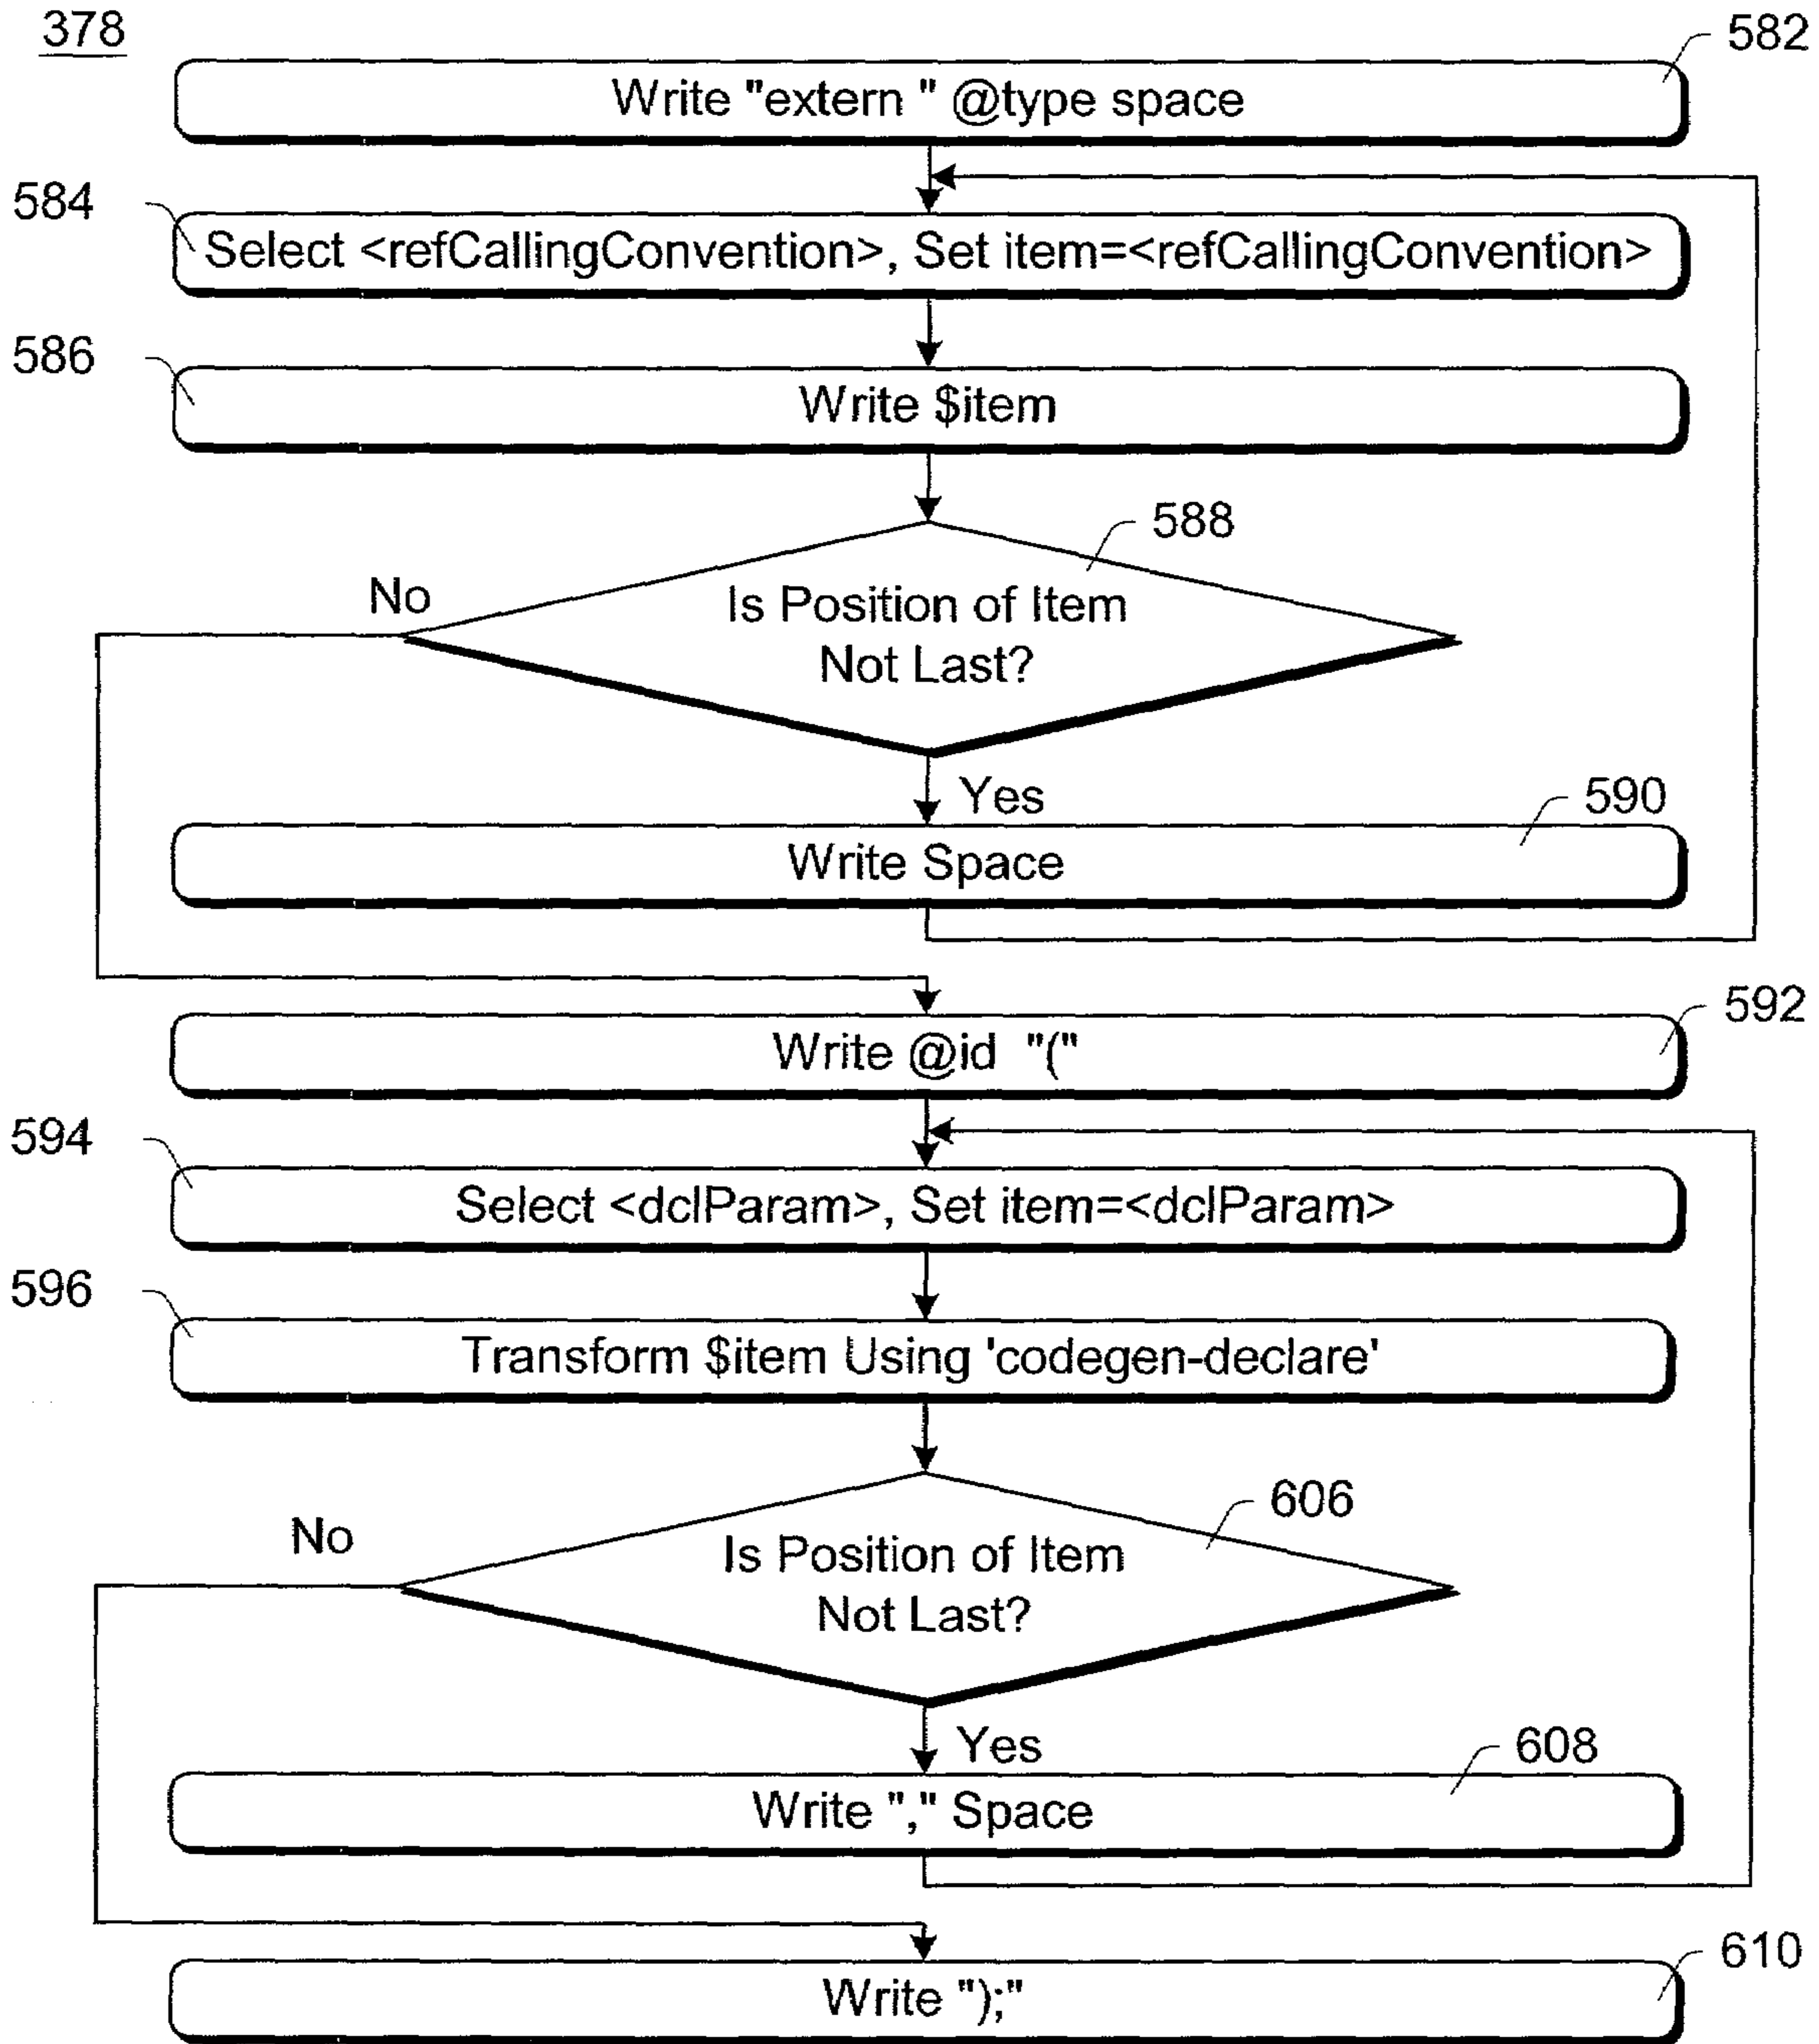 378
582
Write "extern " @type space
584
Select <refCallingConvention>, Set item=<refCallingConvention>
586
Write $item
588
No
Is Position of Item
Not Last?
Yes
590
Write Space
592
Write @id "("
594
Select <dclParam>, Set item=<dclParam>
596
Transform $item Using 'codegen-declare'
606
No
Is Position of Item
Not Last?
Yes
608
Write "," Space
610
Write ");"